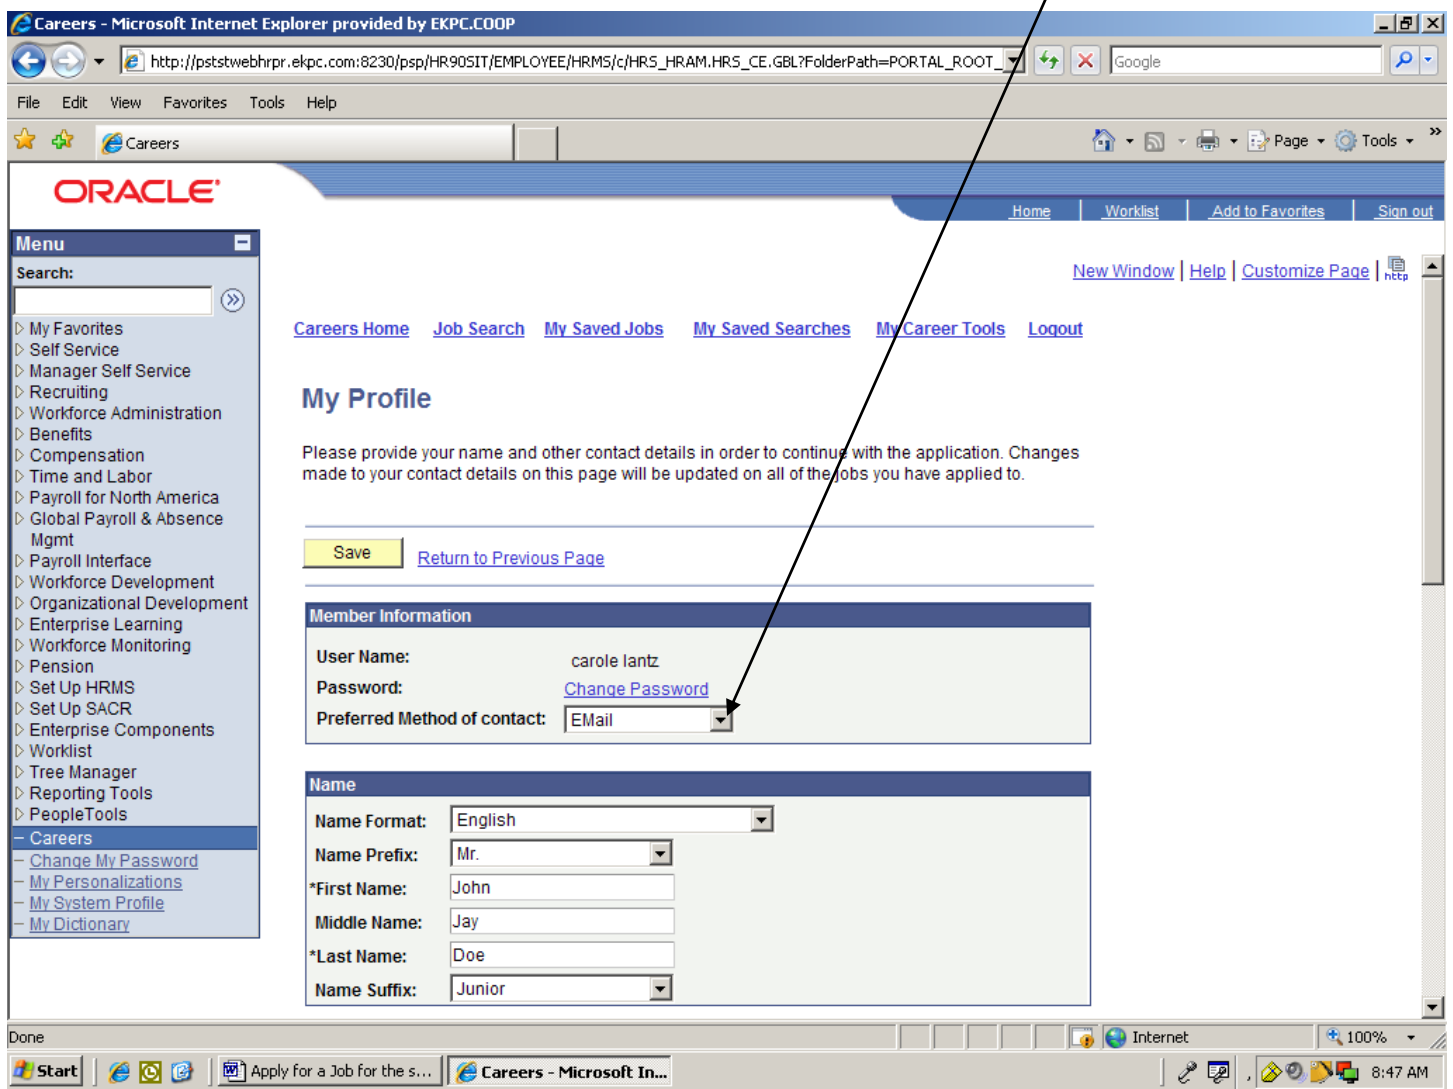 Careers - Microsoft Internet Explorer provided by EKPC.COOP
http://pststwebhrpr.ekpc.com:8230/psp/HR90SIT/EMPLOYEE/HRMS/c/HRS_HRAM.HRS_CE.GBL?FolderPath=PORTAL_ROOT_
Google
File Edit View Favorites Tools Help
Careers
Page Tools »
ORACLE
Home Worklist Add to Favorites Sign out
New Window | Help | Customize Page | http
Menu
Search:
My Favorites
Self Service
Manager Self Service
Recruiting
Workforce Administration
Benefits
Compensation
Time and Labor
Payroll for North America
Global Payroll & Absence
Mgmt
Payroll Interface
Workforce Development
Organizational Development
Enterprise Learning
Workforce Monitoring
Pension
Set Up HRMS
Set Up SACR
Enterprise Components
Worklist
Tree Manager
Reporting Tools
PeopleTools
– Careers
– Change My Password
– My Personalizations
– My System Profile
– My Dictionary
Careers Home Job Search My Saved Jobs My Saved Searches My Career Tools Logout
My Profile
Please provide your name and other contact details in order to continue with the application. Changes
made to your contact details on this page will be updated on all of the jobs you have applied to.
Save Return to Previous Page
Member Information
User Name: carole lantz
Password: Change Password
Preferred Method of contact: EMail
Name
Name Format: English
Name Prefix: Mr.
*First Name: John
Middle Name: Jay
*Last Name: Doe
Name Suffix: Junior
Done Internet 100%
Start Apply for a Job for the s... Careers - Microsoft In... 8:47 AM